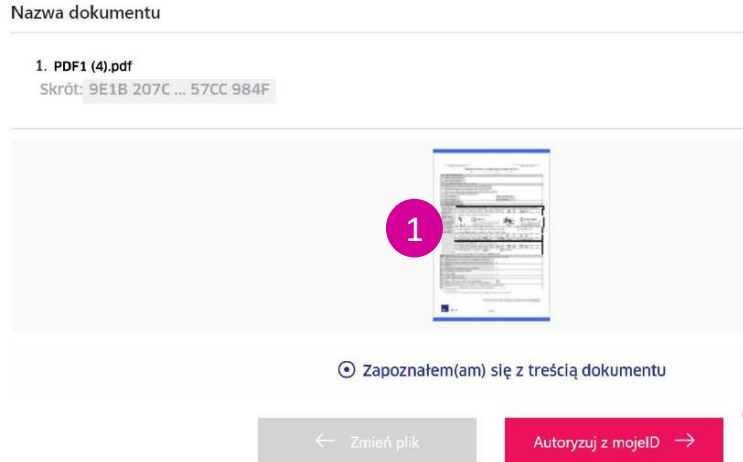 Nazwa dokumentu
1. PDF1 (4).pdf
Skrót: 9E1B 207C ... 57CC 984F
1
Zapoznałem(am) się z treścią dokumentu
← Zmień plik
Autoryzuj z mojeID →